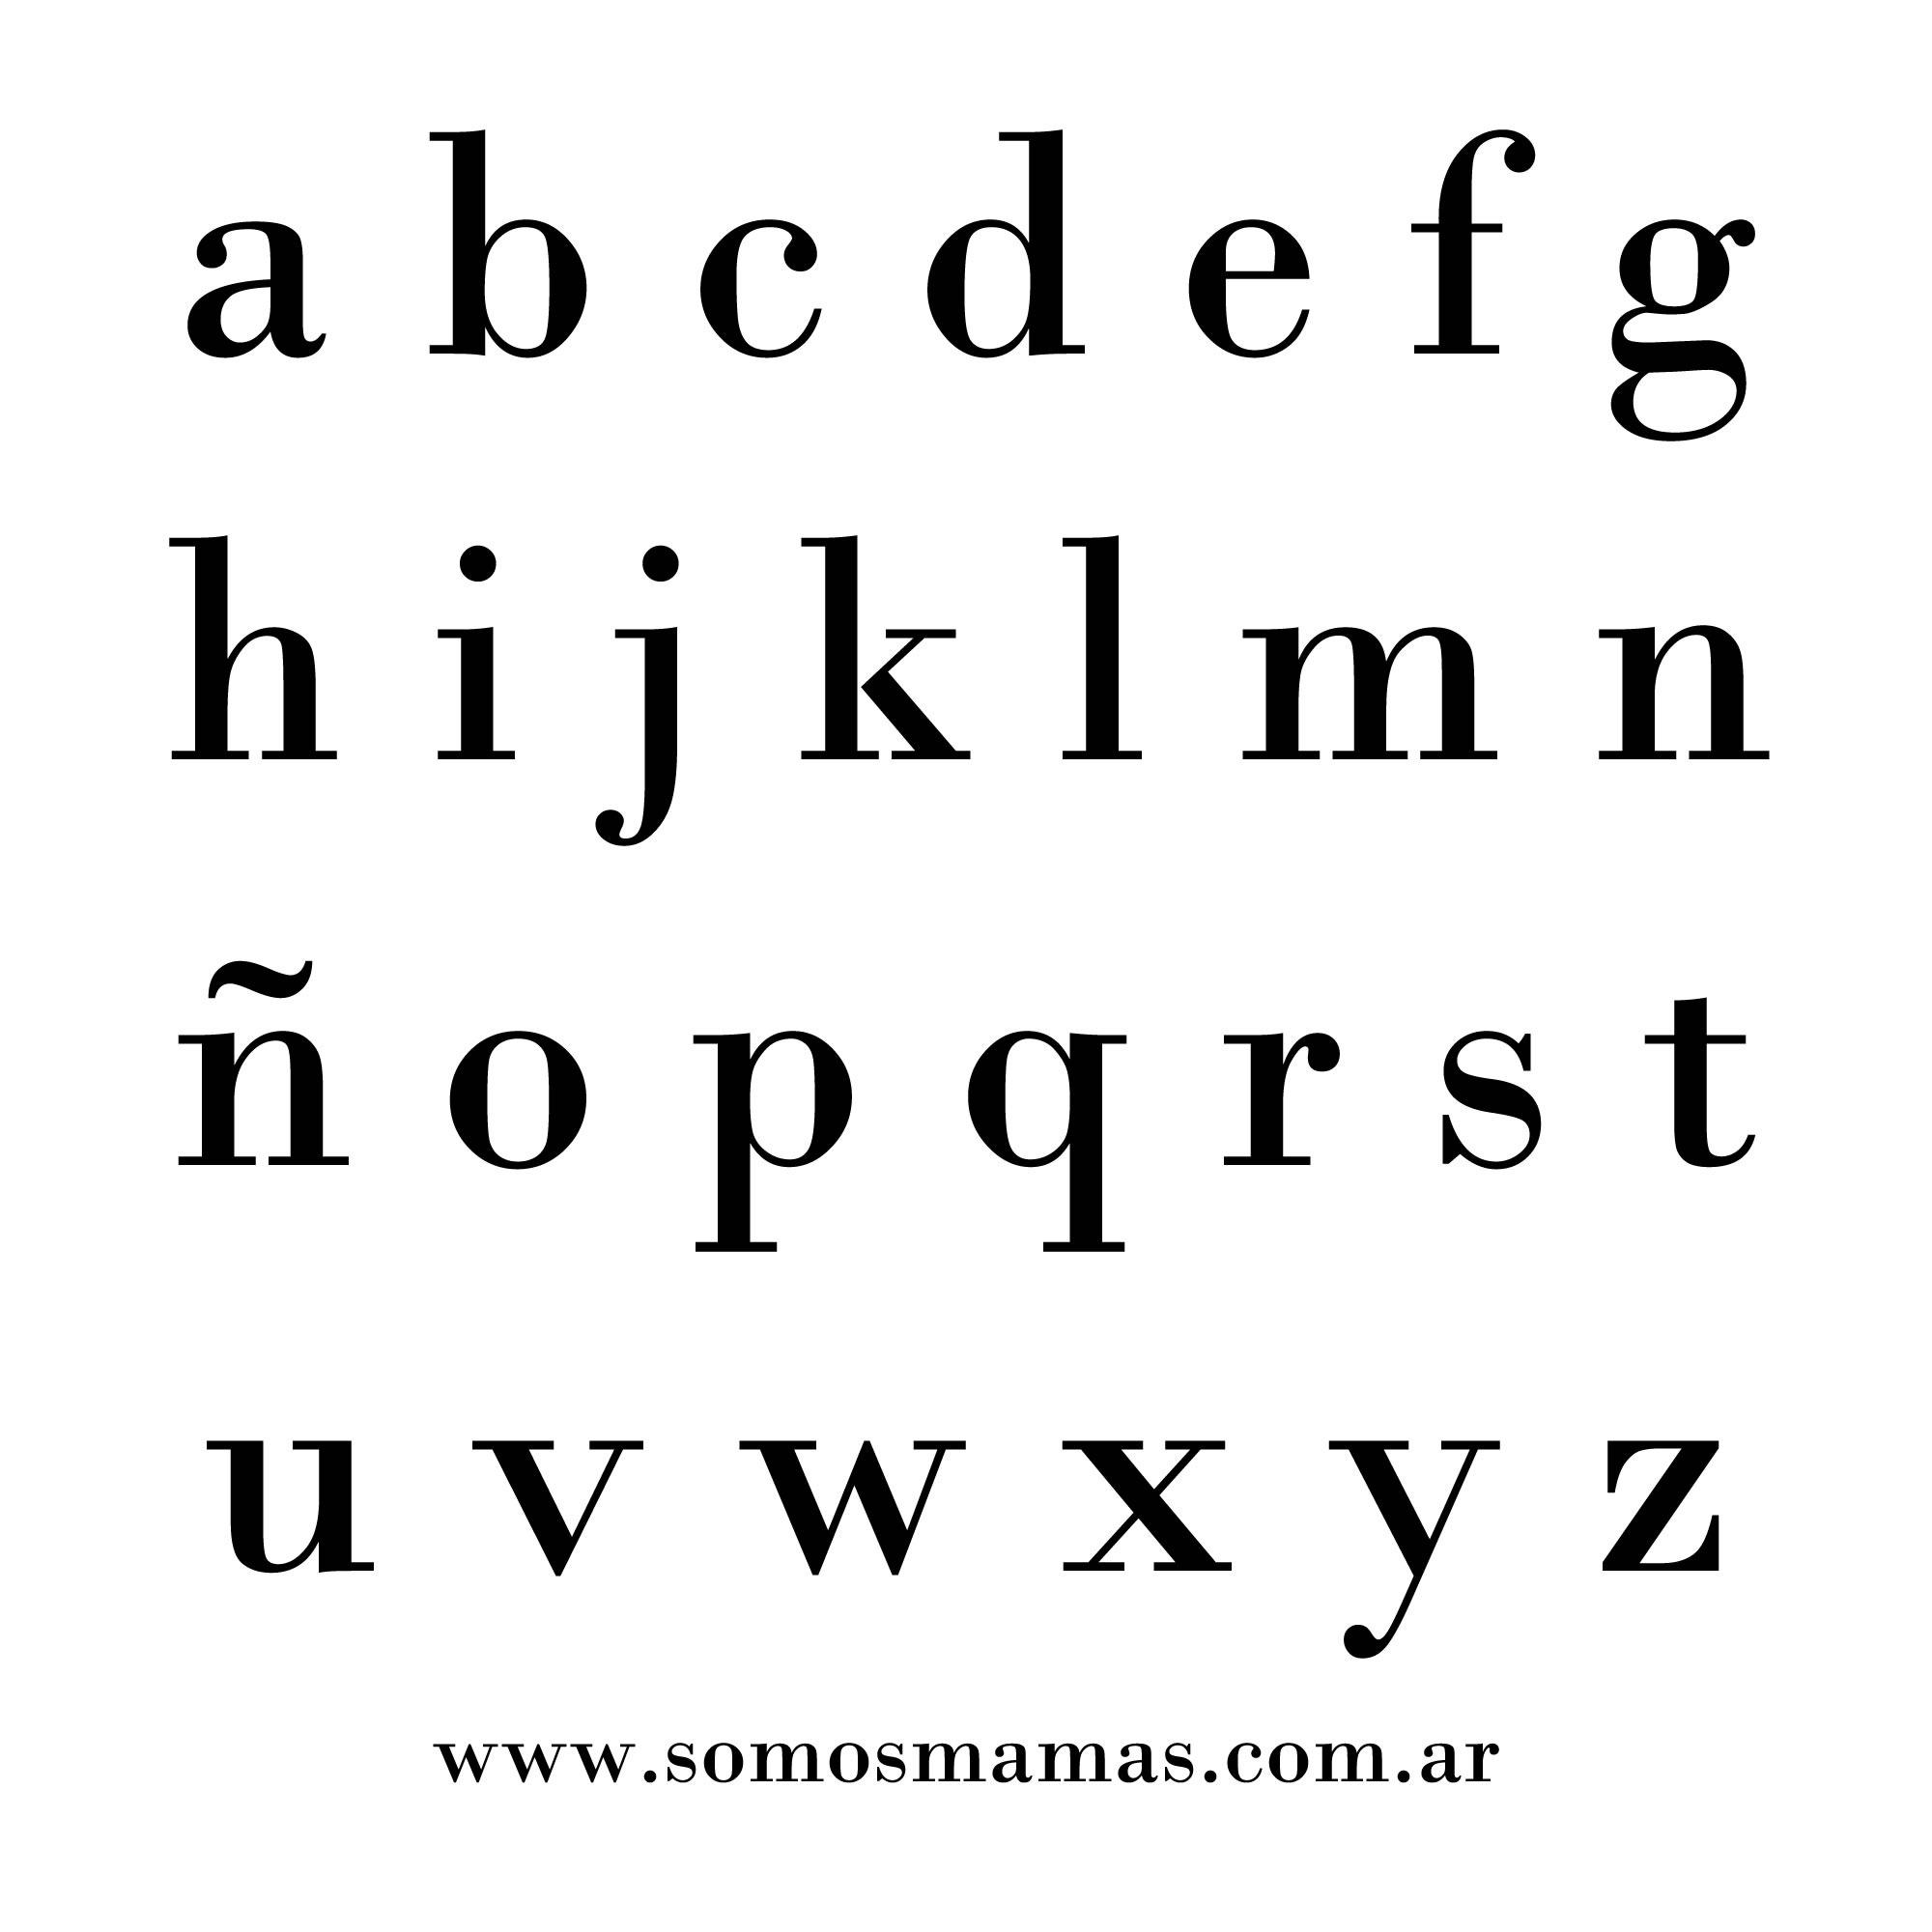 a b c d e f g
h i j k l m n
ñ o p q r s t
u v w x y z
www.somosmamas.com.ar